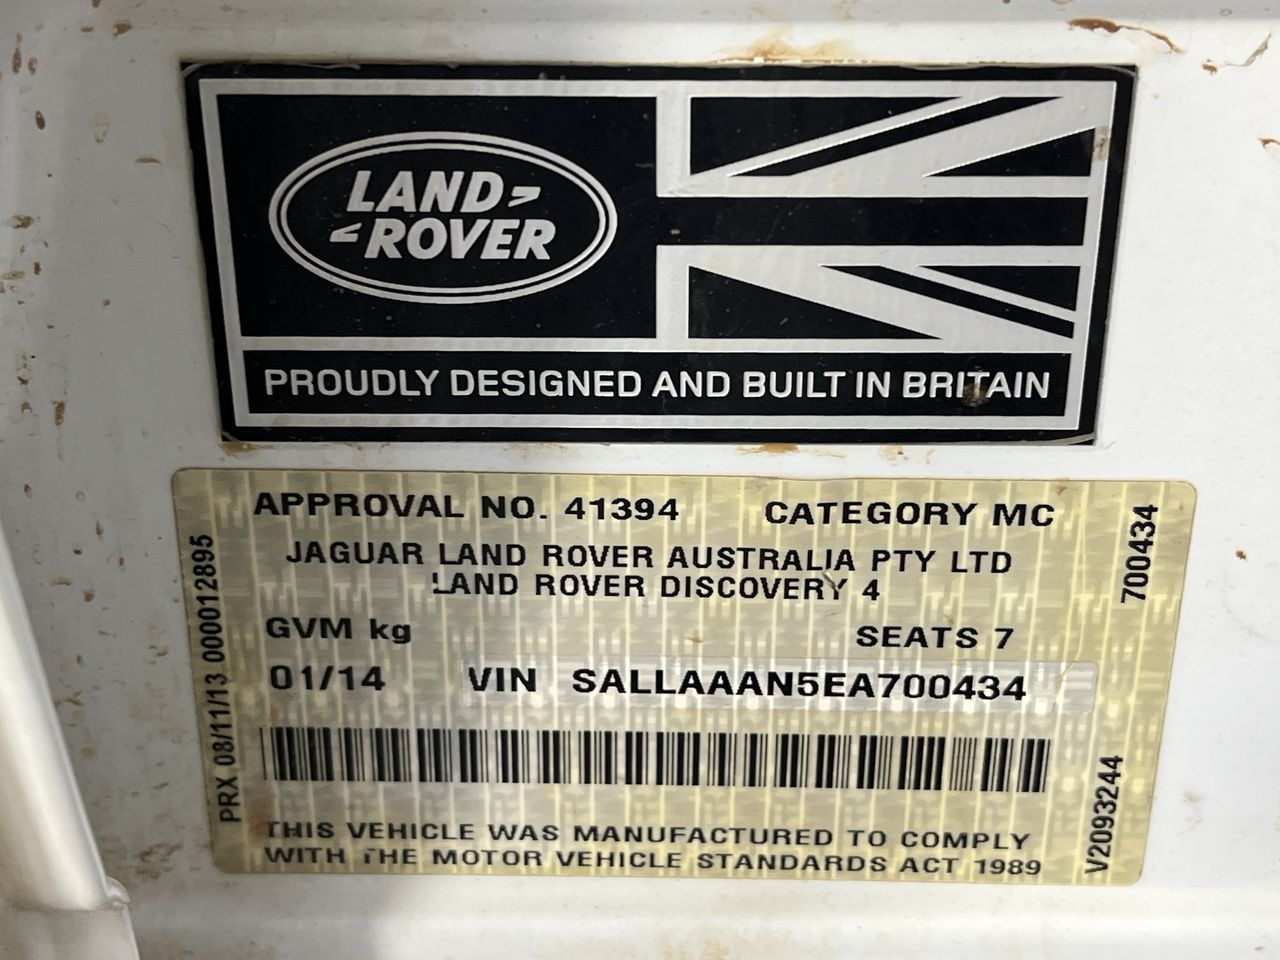 LAND
ROVER
PROUDLY DESIGNED AND BUILT IN BRITAIN
APPROVAL NO. 41394 CATEGORY MC
JAGUAR LAND ROVER AUSTRALIA PTY LTD
LAND ROVER DISCOVERY 4
GVM kg SEATS 7
01/14 VIN SALLAAAN5EA700434
THIS VEHICLE WAS MANUFACTURED TO COMPLY
WITH THE MOTOR VEHICLE STANDARDS ACT 1989
PRX 08/11/13 000012895
700434
V2093244